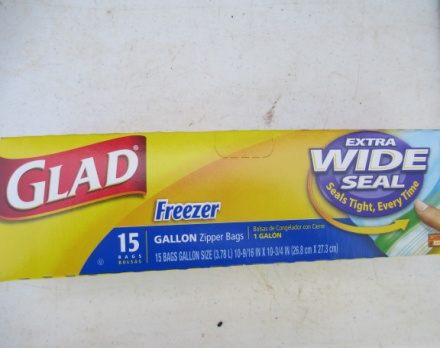 GLAD®
EXTRA
WIDE
SEAL
Seals Tight, Every Time
Freezer
15
BAGS
BOLSAS
GALLON Zipper Bags
Bolsas de Congelador con Cierre
1 GALÓN
15 BAGS GALLON SIZE (3.78 L) 10-9/16 IN X 10-3/4 IN (26.8 cm X 27.3 cm)